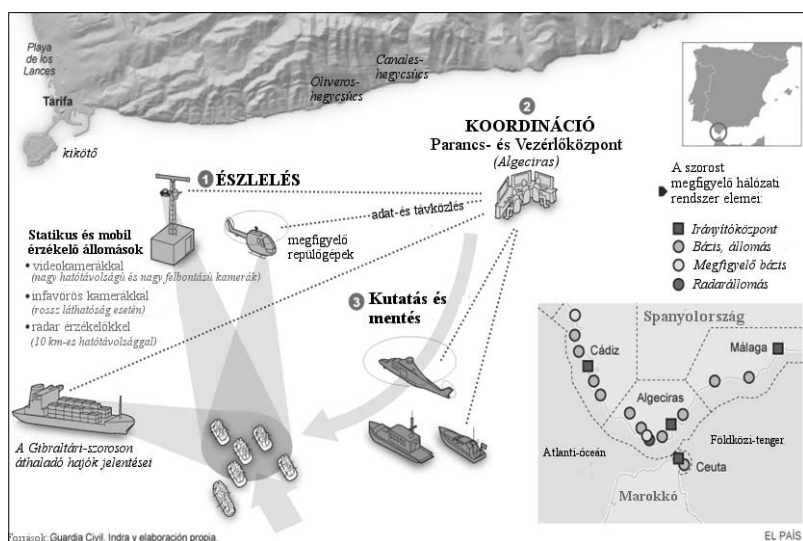 Playa
de los
Lances
Tarifa
kikötő
Oliveros-
hegycsúcs
Canales-
hegycsúcs
2
KOORDINÁCIÓ
Parancs- és Vezérlőközpont
(Algeciras)
1 ÉSZLELÉS
adat-és távközlés
Statikus és mobil
érzékelő állomások
• videokamerákkal
(nagy hatótávolságú és nagy felbontású kamerák)
• infavörös kamerákkal
(rossz láthatóság esetén)
• radar érzékelőkkel
(10 km-es hatótávolsággal)
megfigyelő
repülőgépek
3 Kutatás és
mentés
A Gibraltári-szoroson
áthaladó hajók jelentései
A szorost
megfigyelő hálózati
rendszer elemei:
Irányítóközpont
Bázis, állomás
Megfigyelő bázis
Radarállomás
Spanyolország
Cádiz
Málaga
Algeciras
Atlanti-óceán
Földközi-tenger
Ceuta
Marokkó
Források: Guardia Civil, Indra y elaboración propia.
EL PAÍS